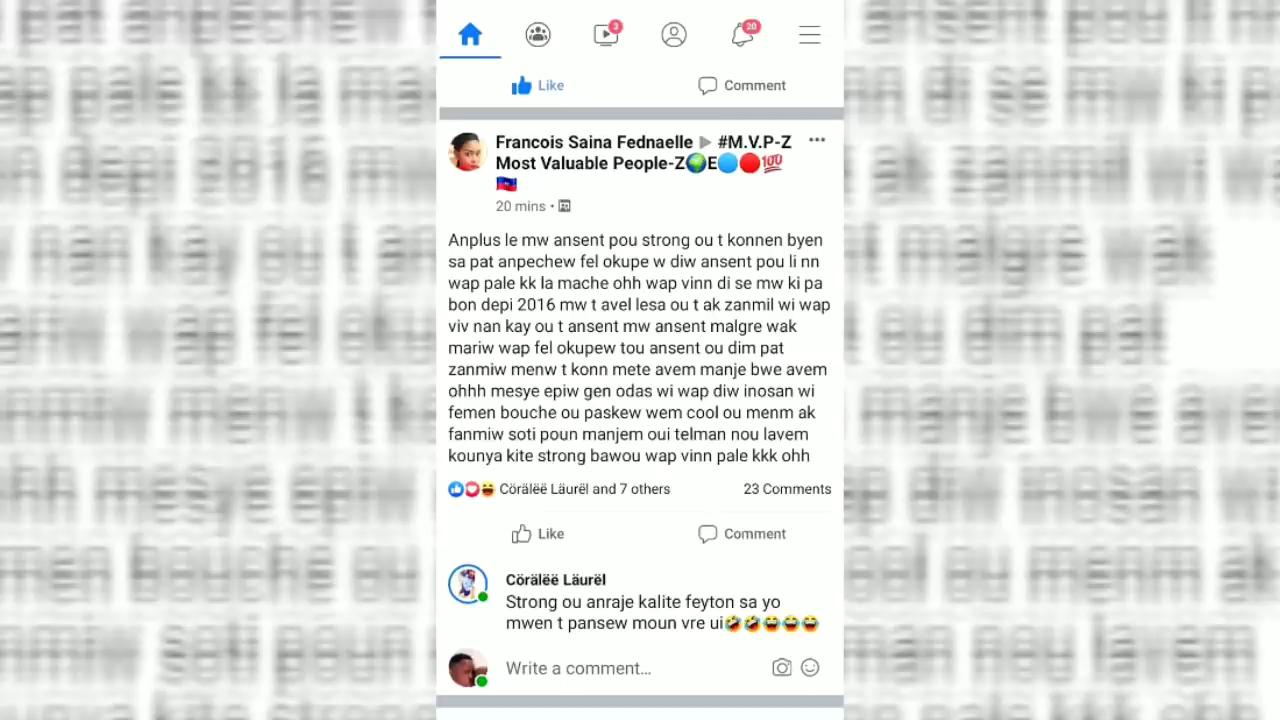 3
20
Like Comment
Francois Saina Fednaelle ▶ #M.V.P-Z
Most Valuable People-Z🌍E🔵🔴💯
🇭🇹
20 mins •
Anplus le mw ansent pou strong ou t konnen byen
sa pat anpechew fel okupe w diw ansent pou li nn
wap pale kk la mache ohh wap vinn di se mw ki pa
bon depi 2016 mw t avel lesa ou t ak zanmil wi wap
viv nan kay ou t ansent mw ansent malgre wak
mariw wap fel okupew tou ansent ou dim pat
zanmiw menw t konn mete avem manje bwe avem
ohhh mesye epiw gen odas wi wap diw inosan wi
femen bouche ou paskew wem cool ou menm ak
fanmiw soti poun manjem oui telman nou lavem
kounya kite strong bawou wap vinn pale kkk ohh
Cörälëë Läurël and 7 others 23 Comments
Like Comment
Cörälëë Läurël
Strong ou anraje kalite feyton sa yo
mwen t pansew moun vre ui🤣🤣😂😂😂
Write a comment...